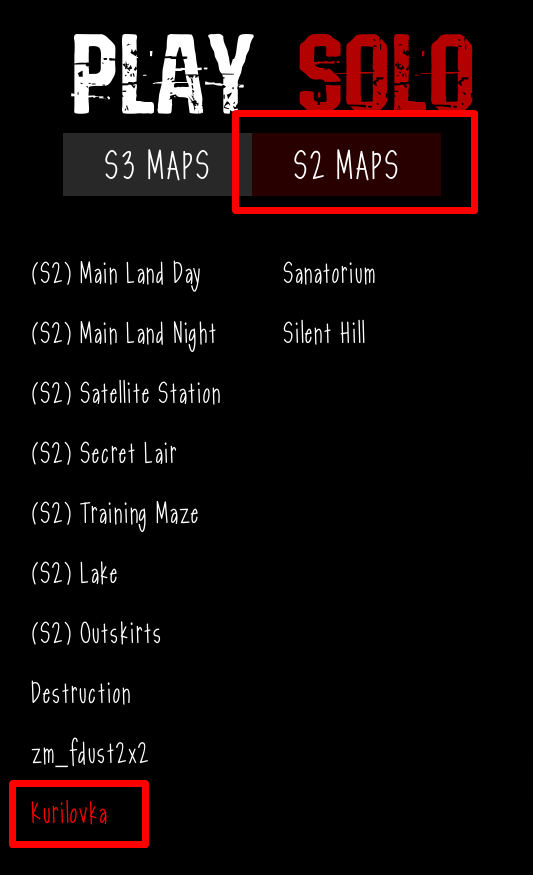 PLAY SOLO
S3 MAPS S2 MAPS
(S2) Main Land Day
(S2) Main Land Night
(S2) Satellite Station
(S2) Secret Lair
(S2) Training Maze
(S2) Lake
(S2) Outskirts
Destruction
zm_fdust2x2
Kurilovka
Sanatorium
Silent Hill